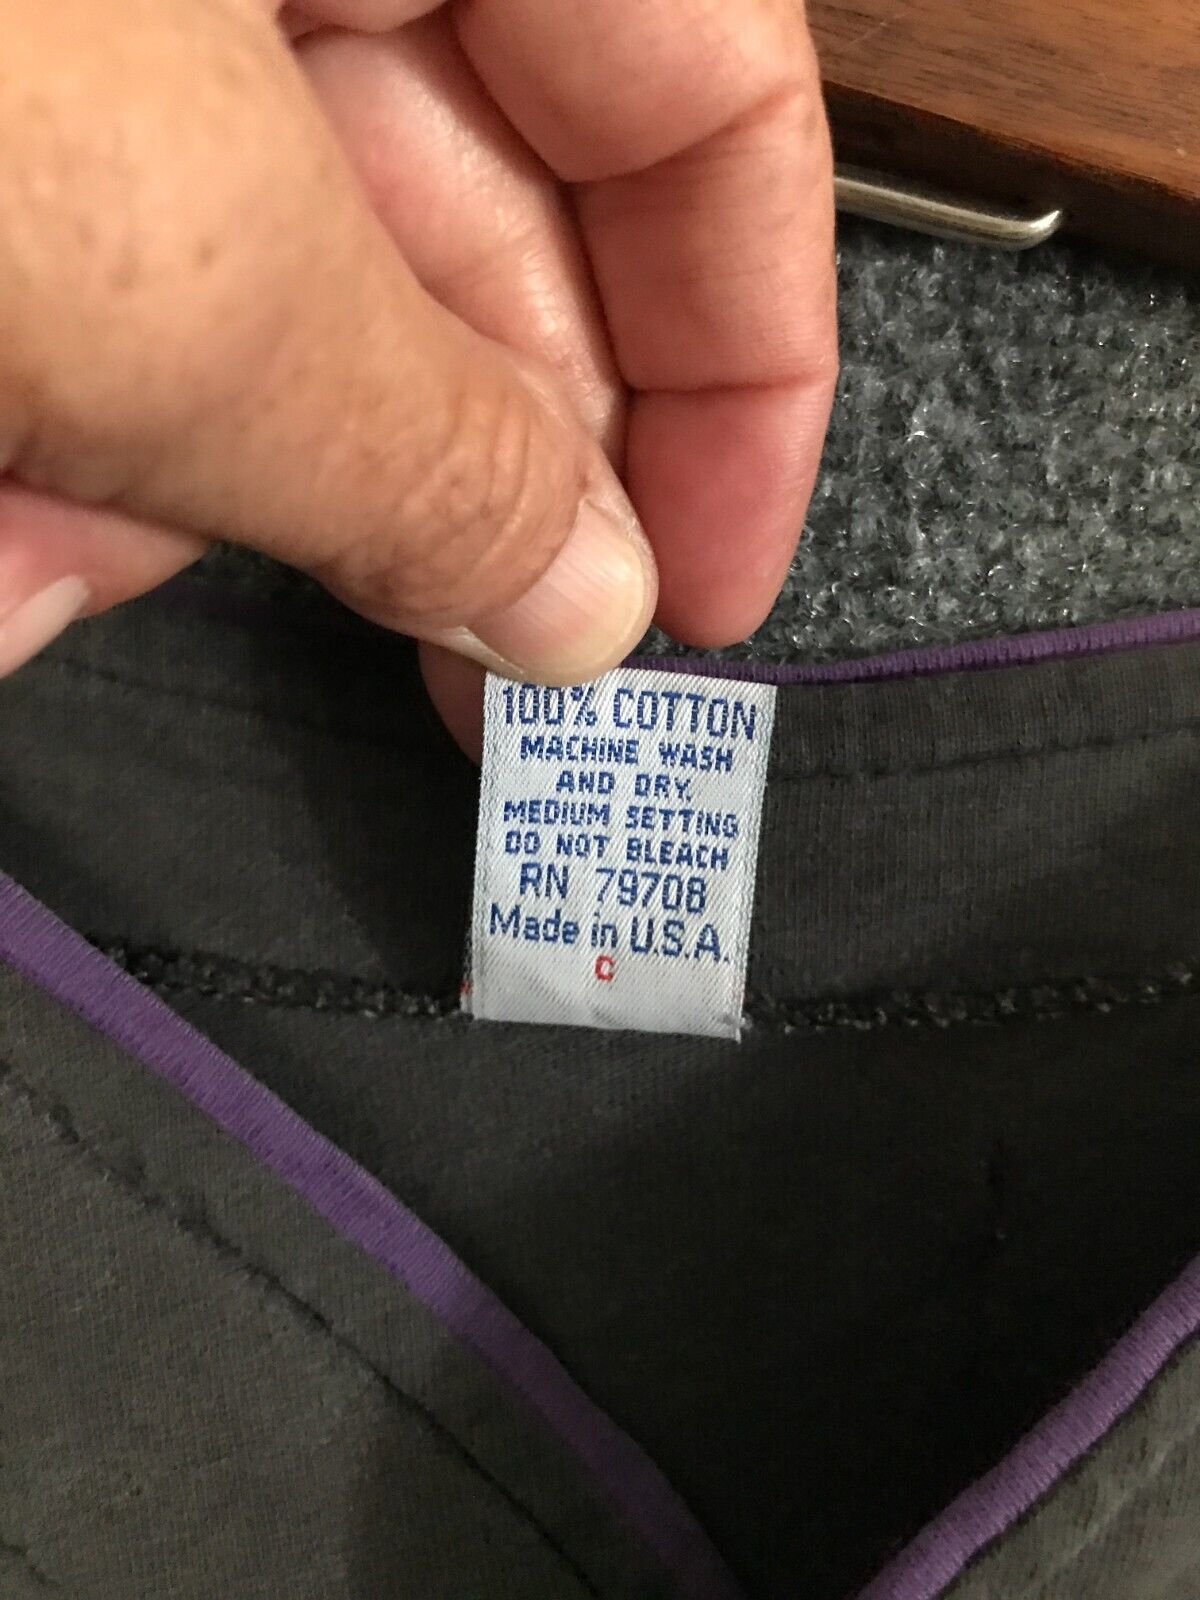 100% COTTON
MACHINE WASH
AND DRY,
MEDIUM SETTING
DO NOT BLEACH
RN 79708
Made in U.S.A.
C